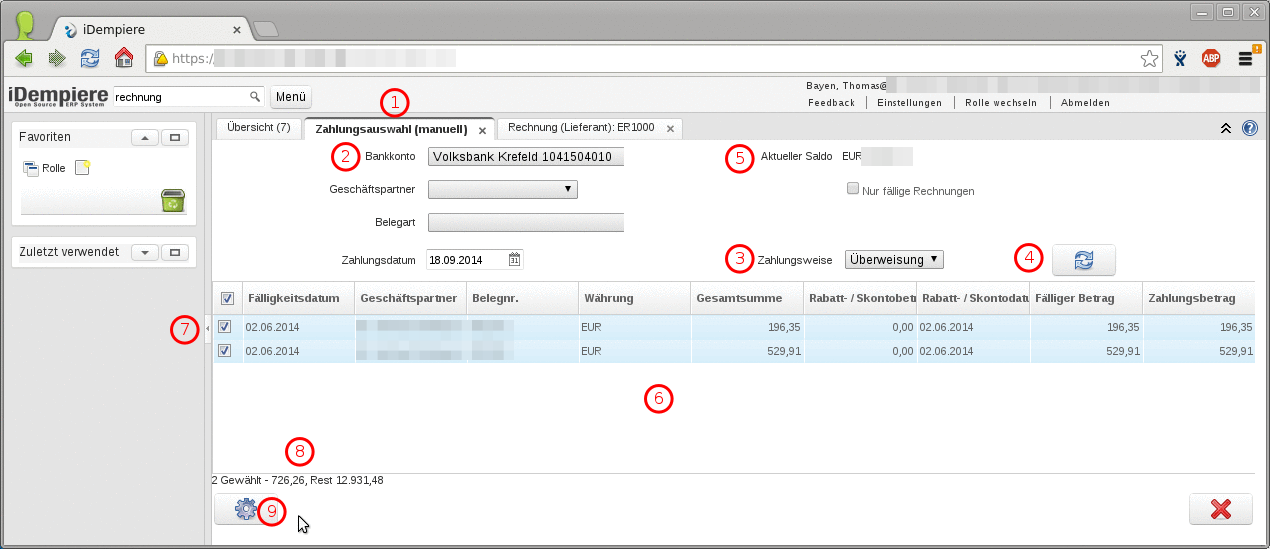 iDempiere
https://
ABP
iDempiere
Open Source ERP System
rechnung
Menü
Bayen, Thomas@
Feedback
Einstellungen
Rolle wechseln
Abmelden
1
Favoriten
Rolle
Zuletzt verwendet
Übersicht (7)
Zahlungsauswahl (manuell)
Rechnung (Lieferant): ER1000
2
Bankkonto
Volksbank Krefeld 1041504010
5
Aktueller Saldo
EUR
Geschäftspartner
Nur fällige Rechnungen
Belegart
Zahlungsdatum
18.09.2014
31
3
Zahlungsweise
Überweisung
4
Fälligkeitsdatum Geschäftspartner Belegnr. Währung Gesamtsumme Rabatt- / Skontobetr Rabatt- / Skontodatu Fälliger Betrag Zahlungsbetrag
7
02.06.2014 EUR 196,35 0,00 02.06.2014 196,35 196,35
02.06.2014 EUR 529,91 0,00 02.06.2014 529,91 529,91
6
8
2 Gewählt - 726,26, Rest 12.931,48
9